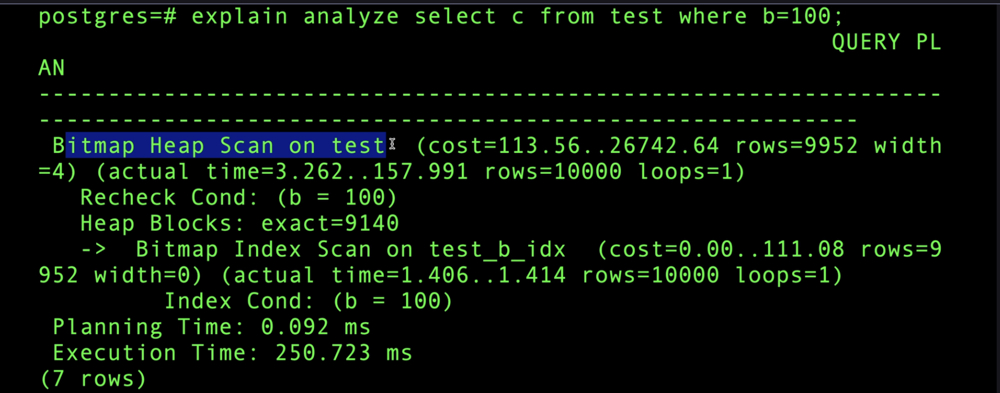 postgres=# explain analyze select c from test where b=100;
QUERY PL
AN
-----------------------------------------------------------------
-----------------------------------------------------------
Bitmap Heap Scan on test  (cost=113.56..26742.64 rows=9952 width
=4) (actual time=3.262..157.991 rows=10000 loops=1)
Recheck Cond: (b = 100)
Heap Blocks: exact=9140
->  Bitmap Index Scan on test_b_idx  (cost=0.00..111.08 rows=9
952 width=0) (actual time=1.406..1.414 rows=10000 loops=1)
Index Cond: (b = 100)
Planning Time: 0.092 ms
Execution Time: 250.723 ms
(7 rows)